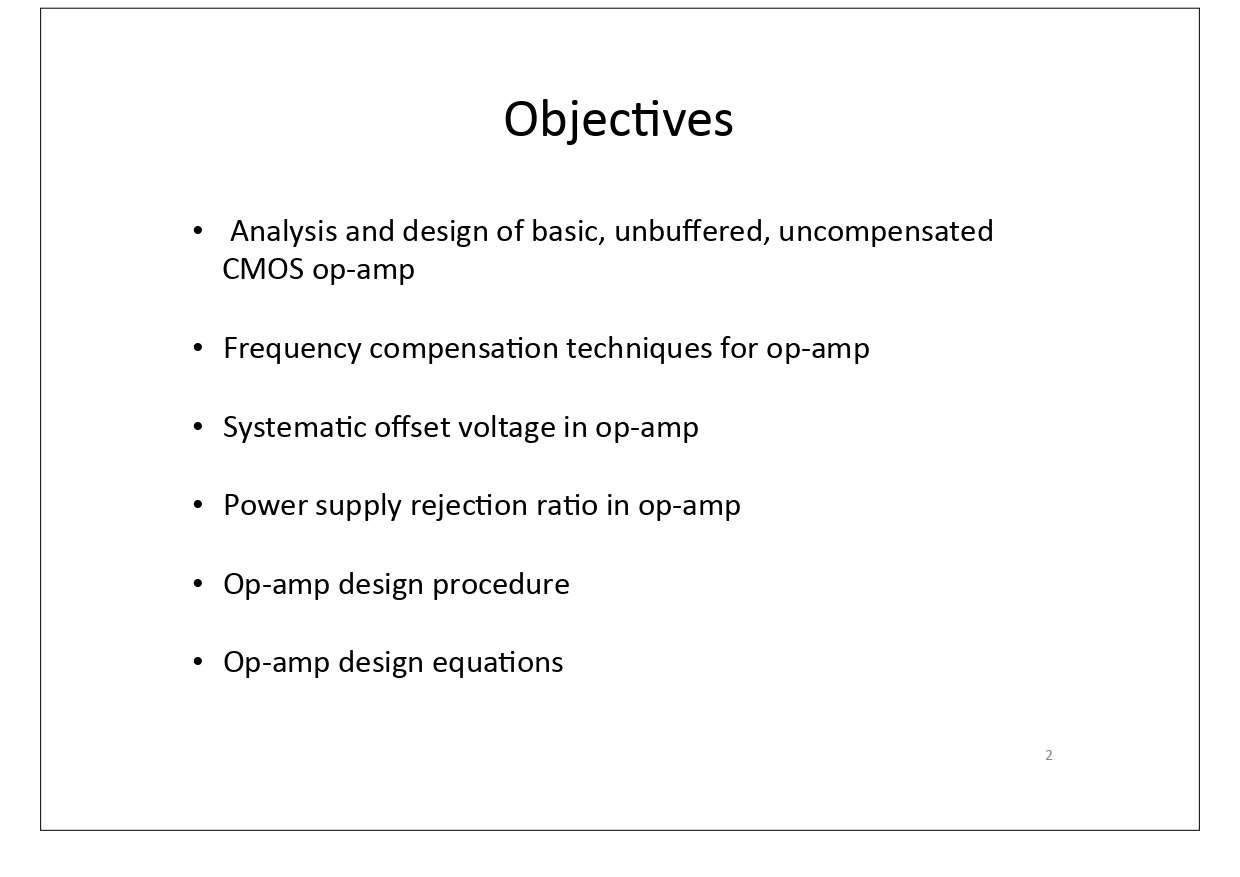 Objectives
• Analysis and design of basic, unbuffered, uncompensated
CMOS op-amp
• Frequency compensation techniques for op-amp
• Systematic offset voltage in op-amp
• Power supply rejection ratio in op-amp
• Op-amp design procedure
• Op-amp design equations
2